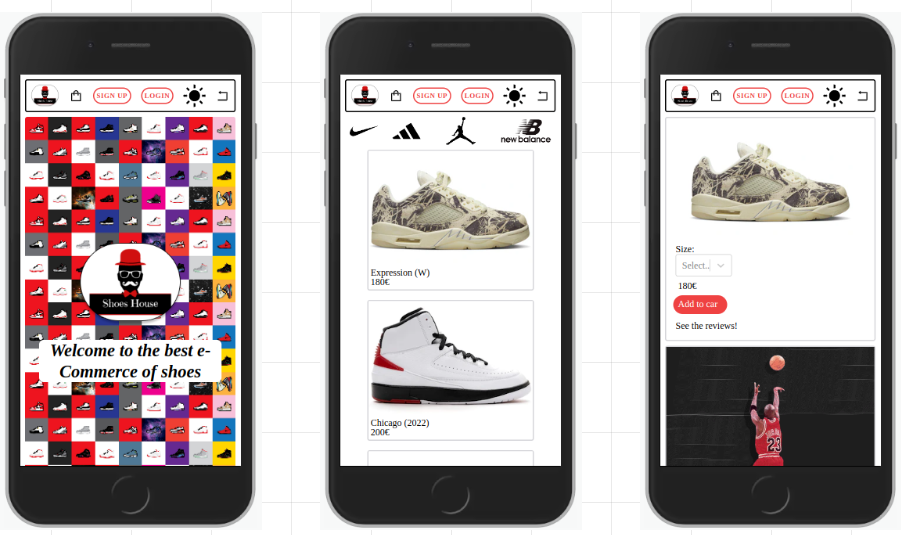 SIGN UP
LOGIN
Shoes House
Welcome to the best e-
Commerce of shoes
SIGN UP
LOGIN
new balance
Expression (W)
180€
Chicago (2022)
200€
SIGN UP
LOGIN
Size:
Select..
180€
Add to car
See the reviews!
23